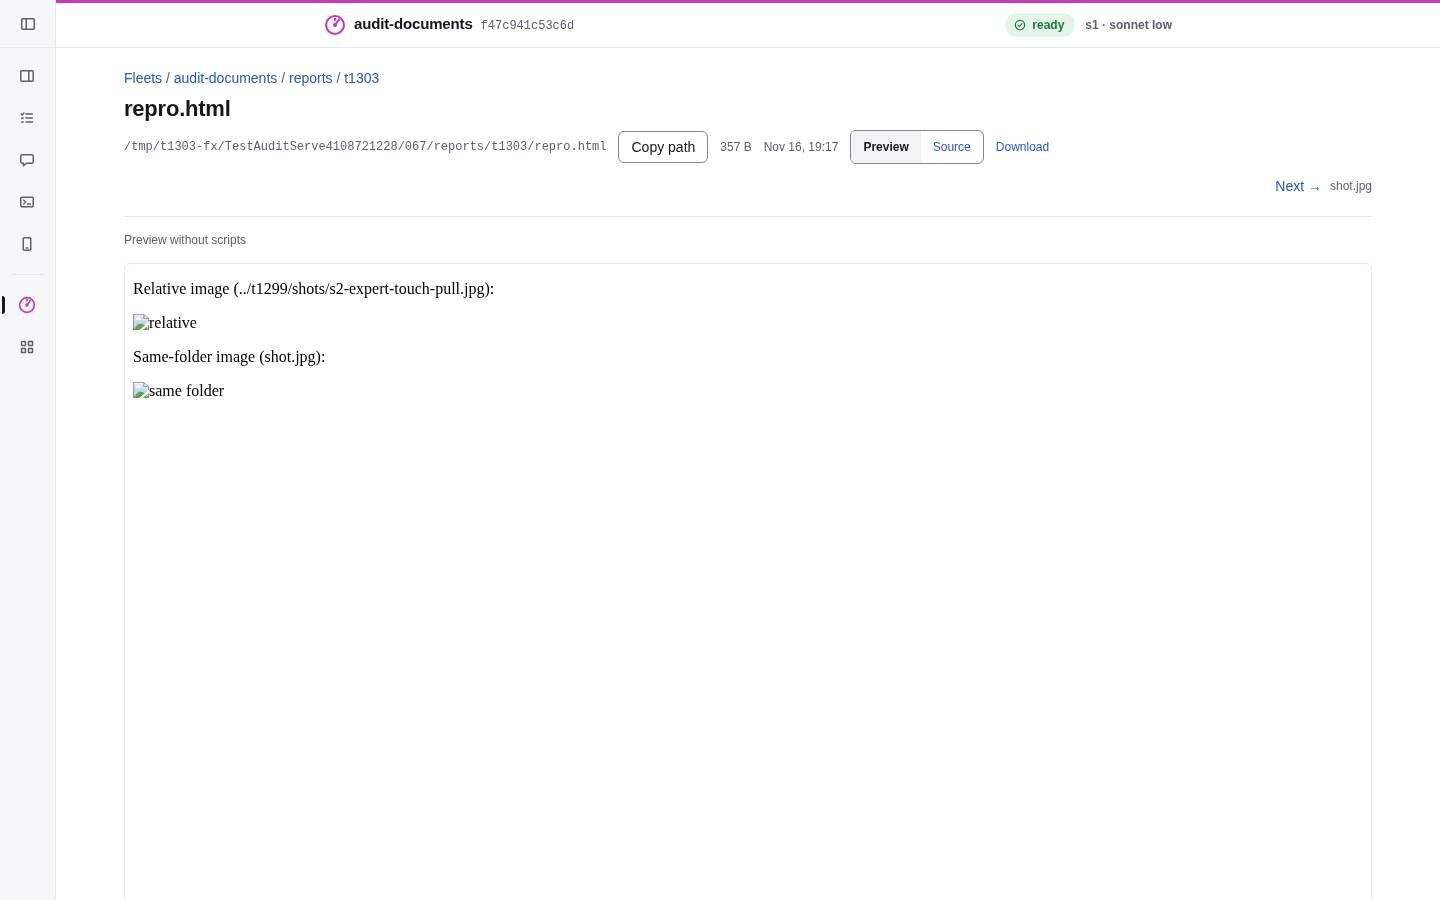 audit-documents f47c941c53c6d
ready s1 · sonnet low
Fleets / audit-documents / reports / t1303
repro.html
/tmp/t1303-fx/TestAuditServe4108721228/067/reports/t1303/repro.html Copy path 357 B Nov 16, 19:17 Preview Source Download
Next → shot.jpg
Preview without scripts
Relative image (../t1299/shots/s2-expert-touch-pull.jpg):
relative
Same-folder image (shot.jpg):
same folder